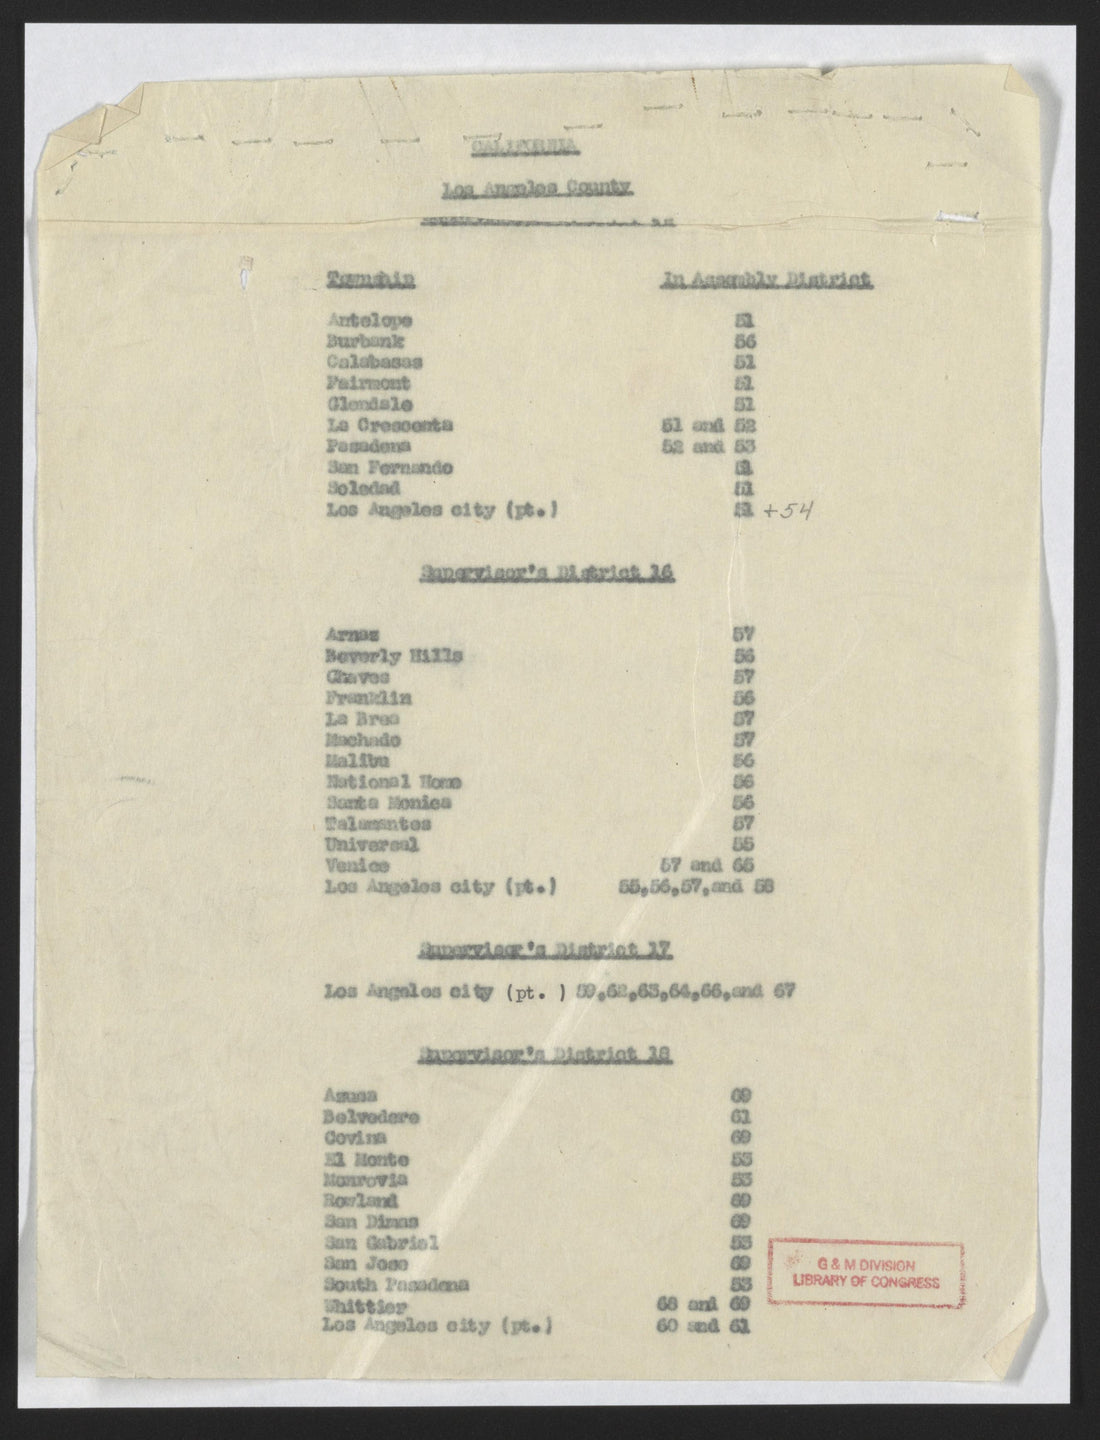 CALIFORNIA
Los Angeles County
District 15
Township In Assembly District
Antelope 51
Burbank 56
Calabasas 51
Fairmont 51
Glendale 51
La Crescenta 51 and 52
Pasadena 52 and 53
San Fernando 51
Soledad 51
Los Angeles city (pt.) 51 +54
Supervisor's District 16
Arnaz 57
Beverly Hills 56
Chaves 57
Franklin 56
La Brea 57
Machado 57
Malibu 56
National Home 56
Santa Monica 56
Talamantes 57
Universal 55
Venice 57 and 65
Los Angeles city (pt.) 55,56,57,and 58
Supervisor's District 17
Los Angeles city (pt. ) 59,62,63,64,66,and 67
Supervisor's District 18
Azusa 69
Belvedere 61
Covina 69
El Monte 53
Monrovia 53
Rowland 69
San Dimas 69
San Gabriel 53
San Jose 69
South Pasadena 53
Whittier 68 and 69
Los Angeles city (pt.) 60 and 61
G & M DIVISION
LIBRARY OF CONGRESS